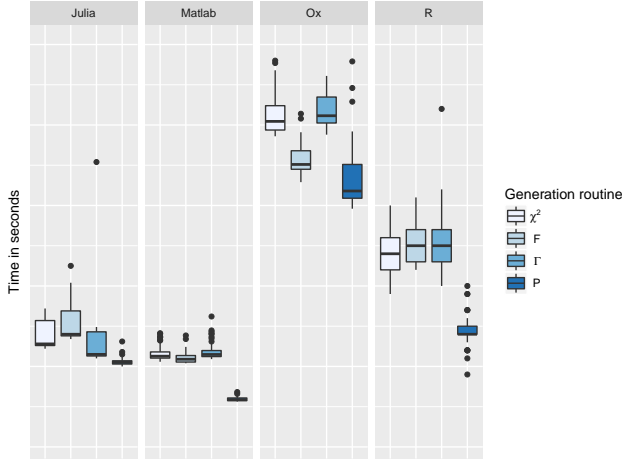 Julia
Matlab
Ox
R
Time in seconds
Generation routine
χ²
F
Γ
P